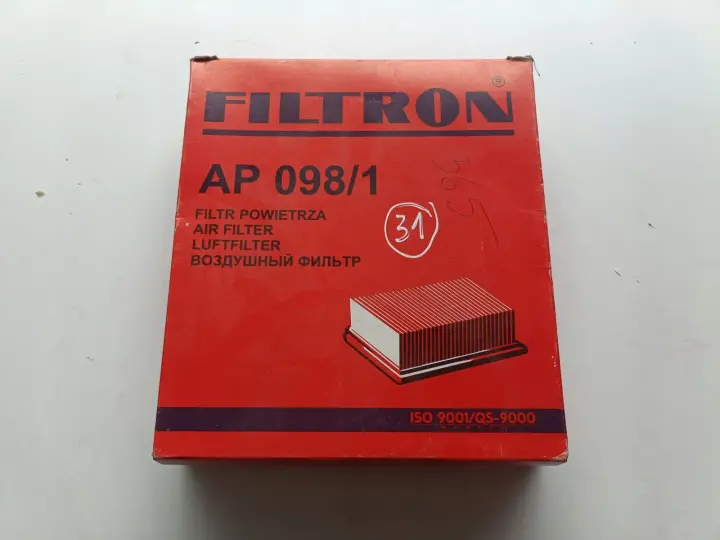 FILTRON®
AP 098/1
FILTR POWIETRZA
AIR FILTER
LUFTFILTER
ВОЗДУШНЫЙ ФИЛЬТР
31
ISO 9001/QS-9000